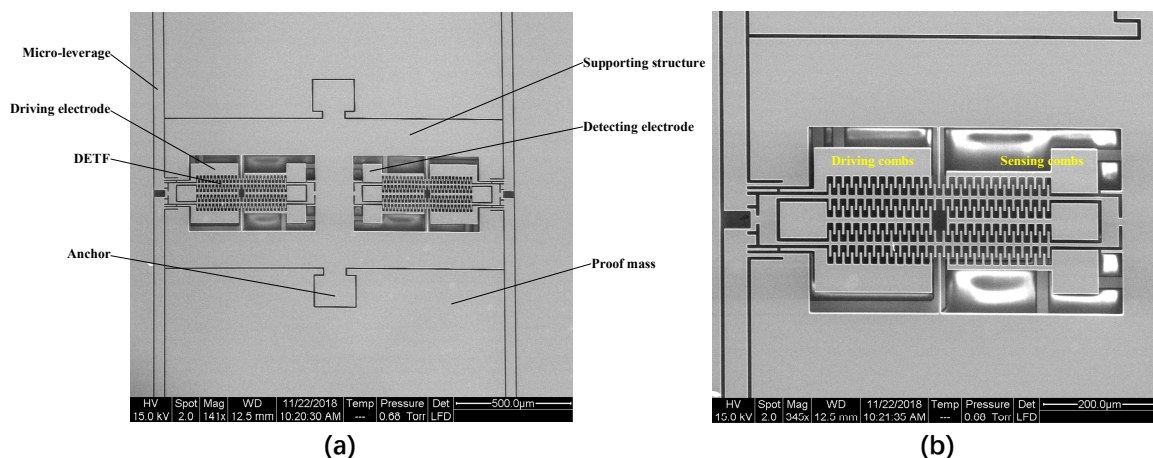 Micro-leverage
Driving electrode
DETF
Anchor
Supporting structure
Detecting electrode
Proof mass
HV Spot Mag WD 11/22/2018 Temp Pressure Det 500.0µm
15.0 kV 2.0 141x 12.5 mm 10:20:30 AM --- 0.68 Torr LFD
(a)
Driving combs Sensing combs
HV Spot Mag WD 11/22/2018 Temp Pressure Det 200.0µm
15.0 kV 2.0 345x 12.5 mm 10:21:35 AM --- 0.68 Torr LFD
(b)